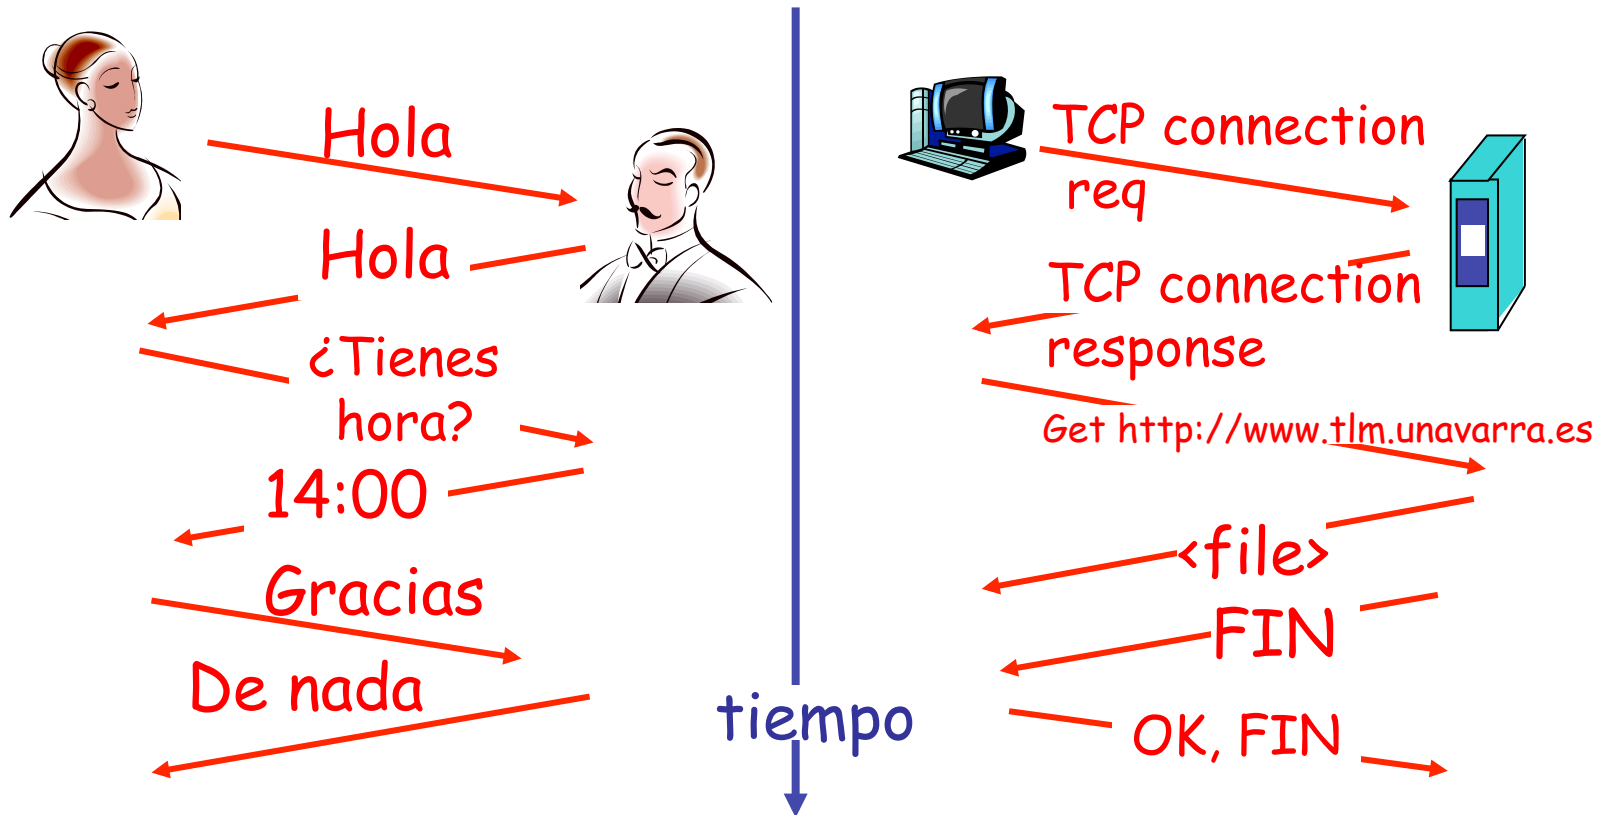 Hola
Hola
¿Tienes
hora?
14:00
Gracias
De nada
tiempo
TCP connection
req
TCP connection
response
Get http://www.tlm.unavarra.es
<file>
FIN
OK, FIN